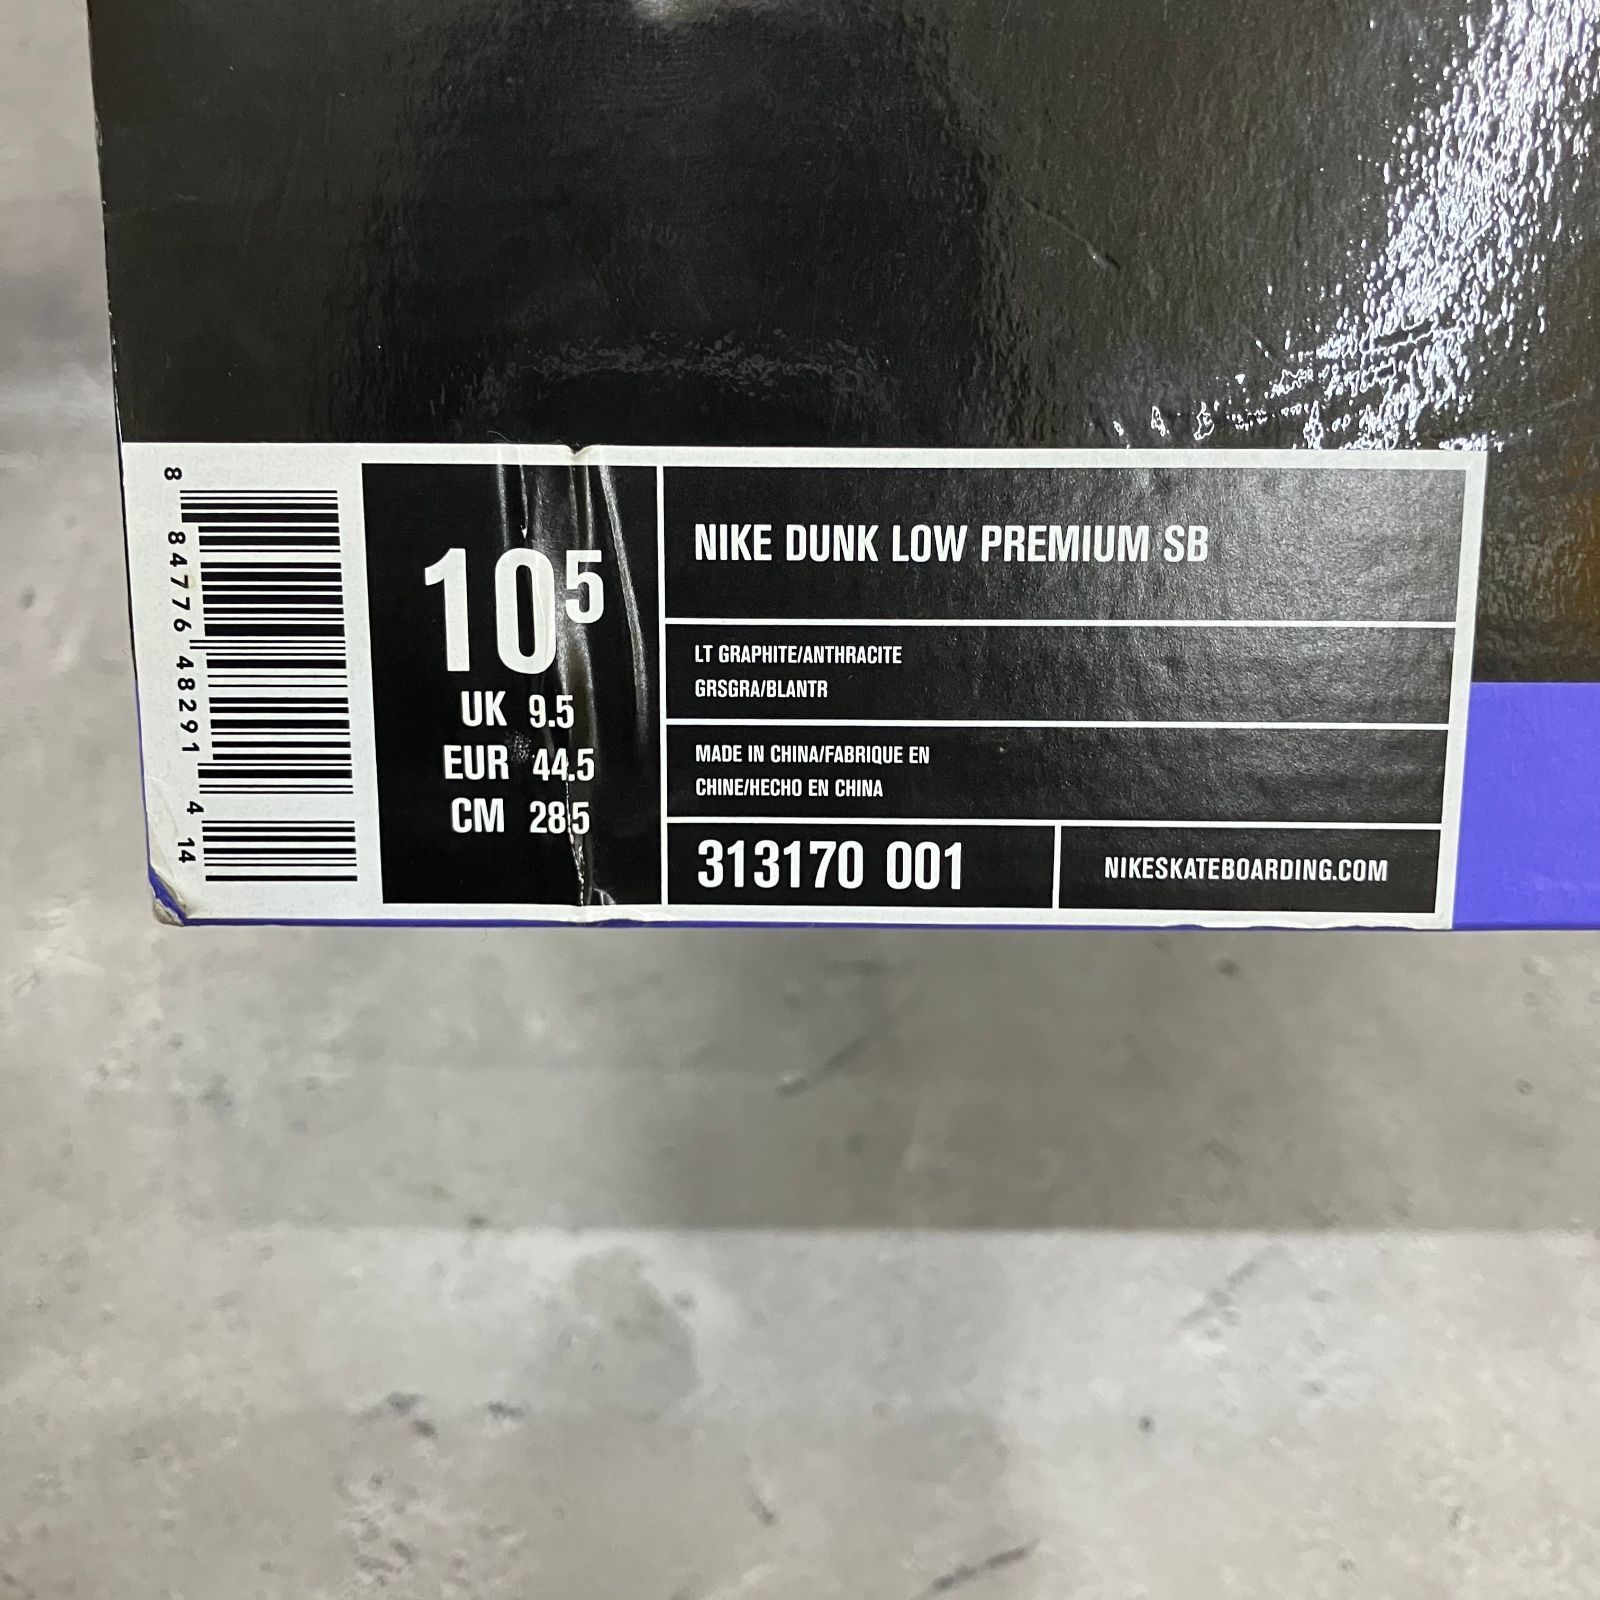 8 84776 48291 4 14
10 5
UK 9.5
EUR 44.5
CM 28.5
NIKE DUNK LOW PREMIUM SB
LT GRAPHITE/ANTHRACITE
GRSGRA/BLANTR
MADE IN CHINA/FABRIQUE EN
CHINE/HECHO EN CHINA
313170 001
NIKESKATEBOARDING.COM